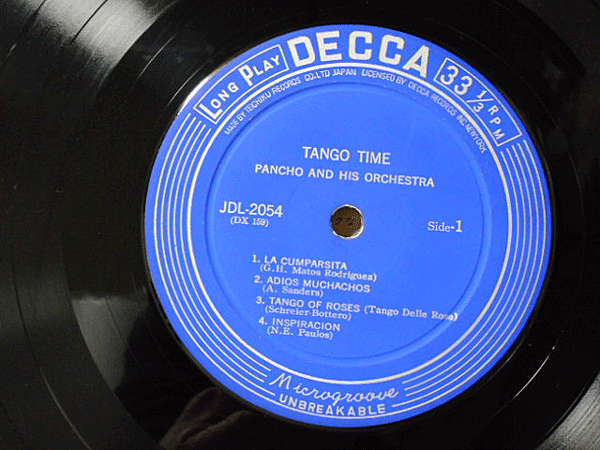 LONG PLAY DECCA 33 1/3 RPM
MADE BY TEICHIKU RECORDS CO-LTD JAPAN LICENSED BY DECCA RECORDS INC NEWYORK
TANGO TIME
PANCHO AND HIS ORCHESTRA
JDL-2054
(DX 159)
Side-1
1. LA CUMPARSITA
(G.H. Matos Rodriguez)
2. ADIOS MUCHACHOS
(A. Sanders)
3. TANGO OF ROSES (Tango Delle Rose)
(Schreier-Bottero)
4. INSPIRACION
(N.E. Paulos)
Microgroove
UNBREAKABLE